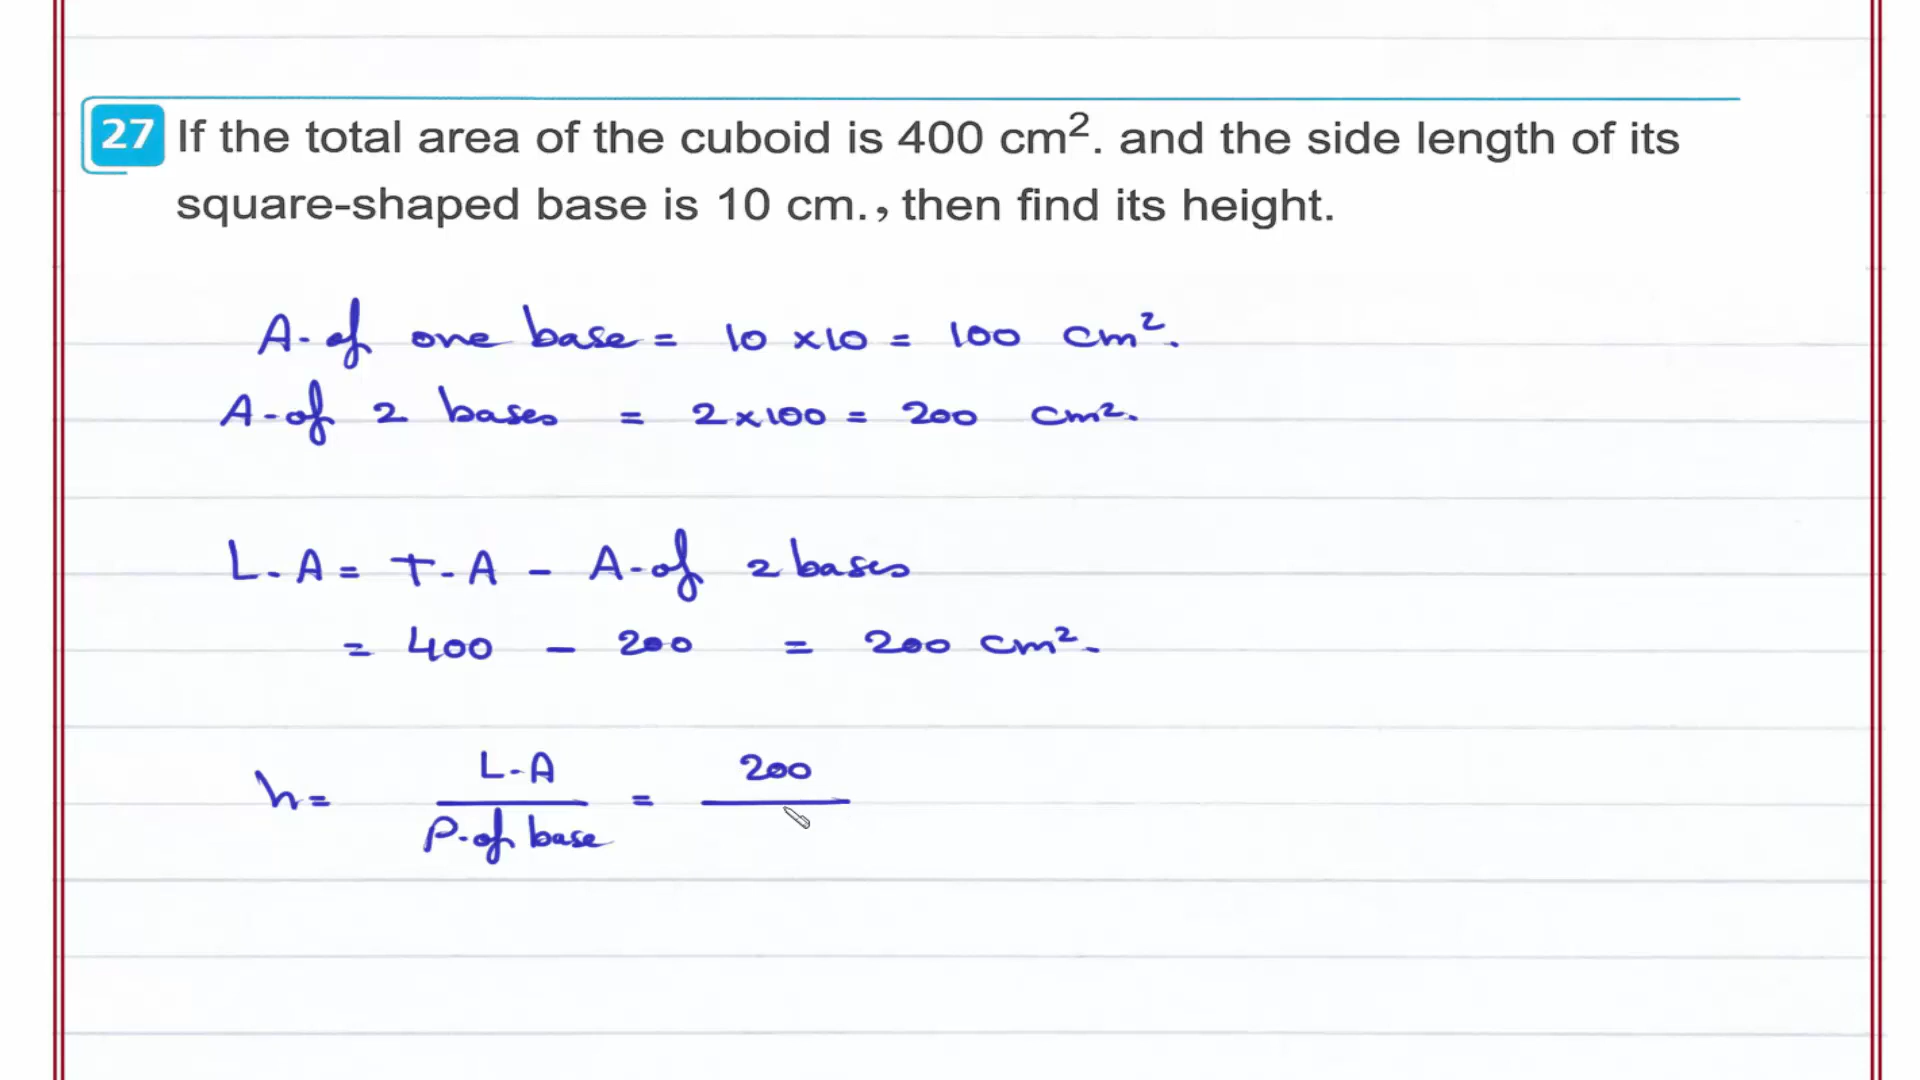 27 If the total area of the cuboid is 400 cm². and the side length of its
square-shaped base is 10 cm., then find its height.
A.of one base = 10 ×10 = 100 cm².
A.of 2 bases = 2×100 = 200 cm².
L.A = T.A - A.of 2 bases
= 400 - 200 = 200 cm².
h = L.A / P.of base = 200 /